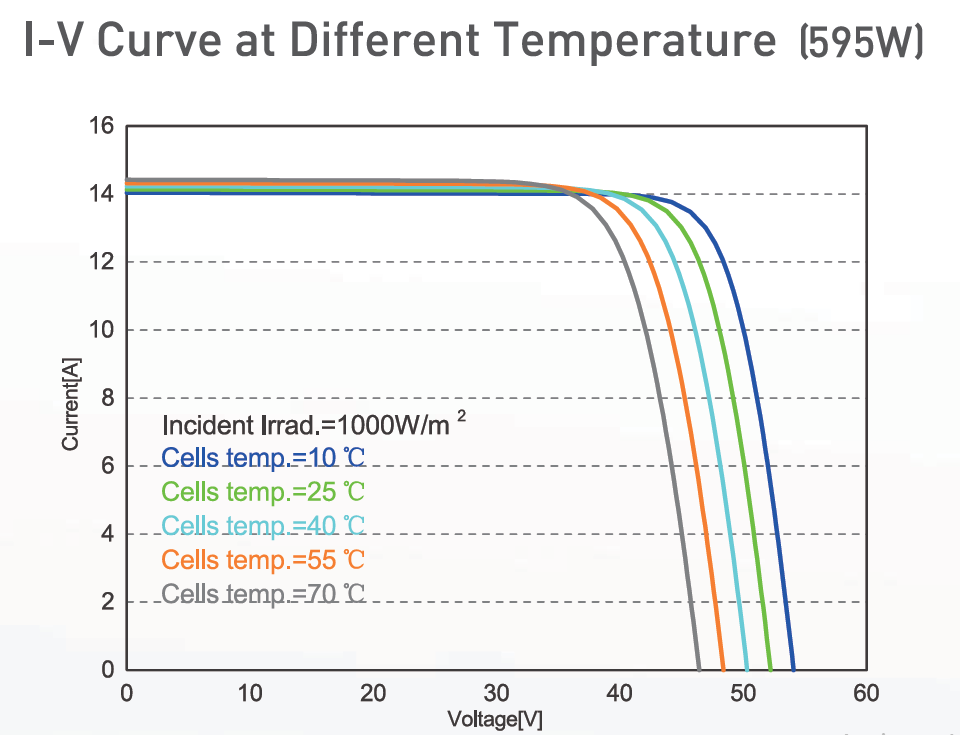 I-V Curve at Different Temperature (595W)
16
14
12
10
8
6
4
2
0
Current[A]
Incident Irrad.=1000W/m ²
Cells temp.=10 ℃
Cells temp.=25 ℃
Cells temp.=40 ℃
Cells temp.=55 ℃
Cells temp.=70 ℃
0 10 20 30 40 50 60
Voltage[V]